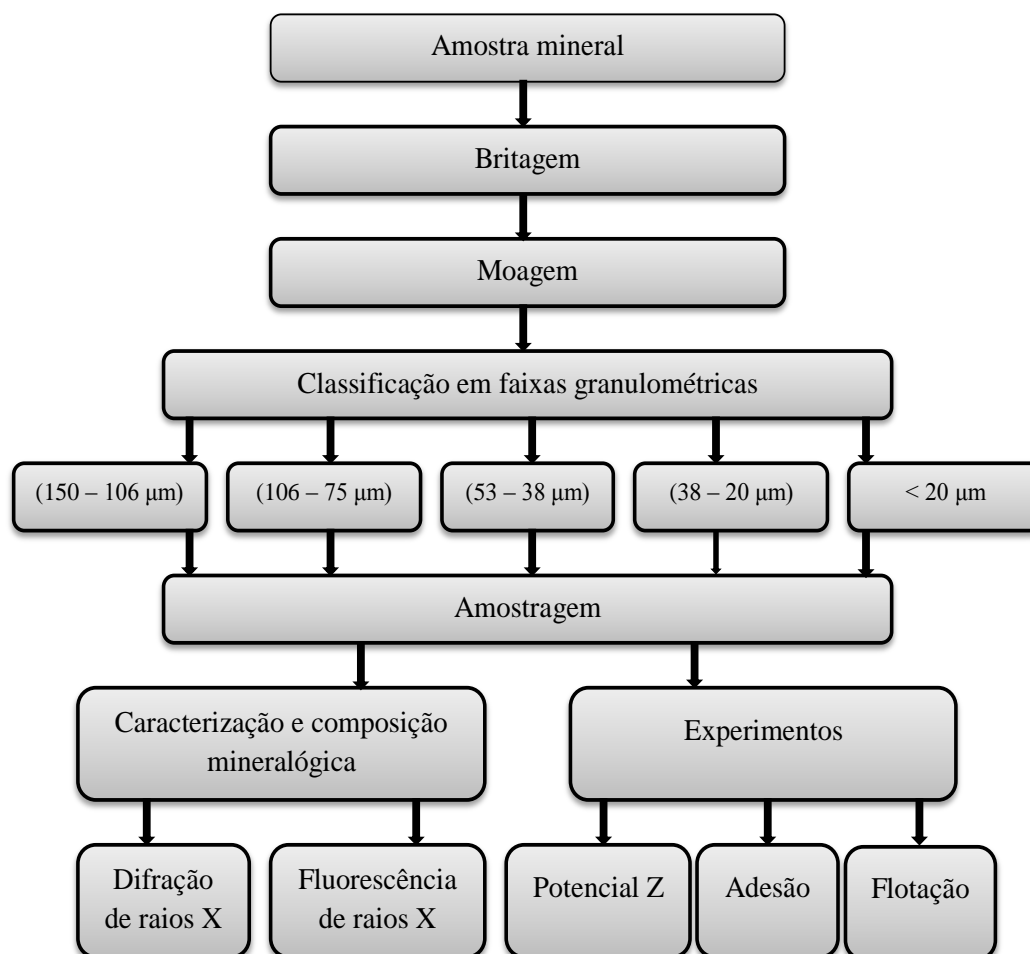 Amostra mineral
Britagem
Moagem
Classificação em faixas granulométricas
(150 – 106 µm)
(106 – 75 µm)
(53 – 38 µm)
(38 – 20 µm)
< 20 µm
Amostragem
Caracterização e composição
mineralógica
Experimentos
Difração
de raios X
Fluorescência
de raios X
Potencial Z
Adesão
Flotação